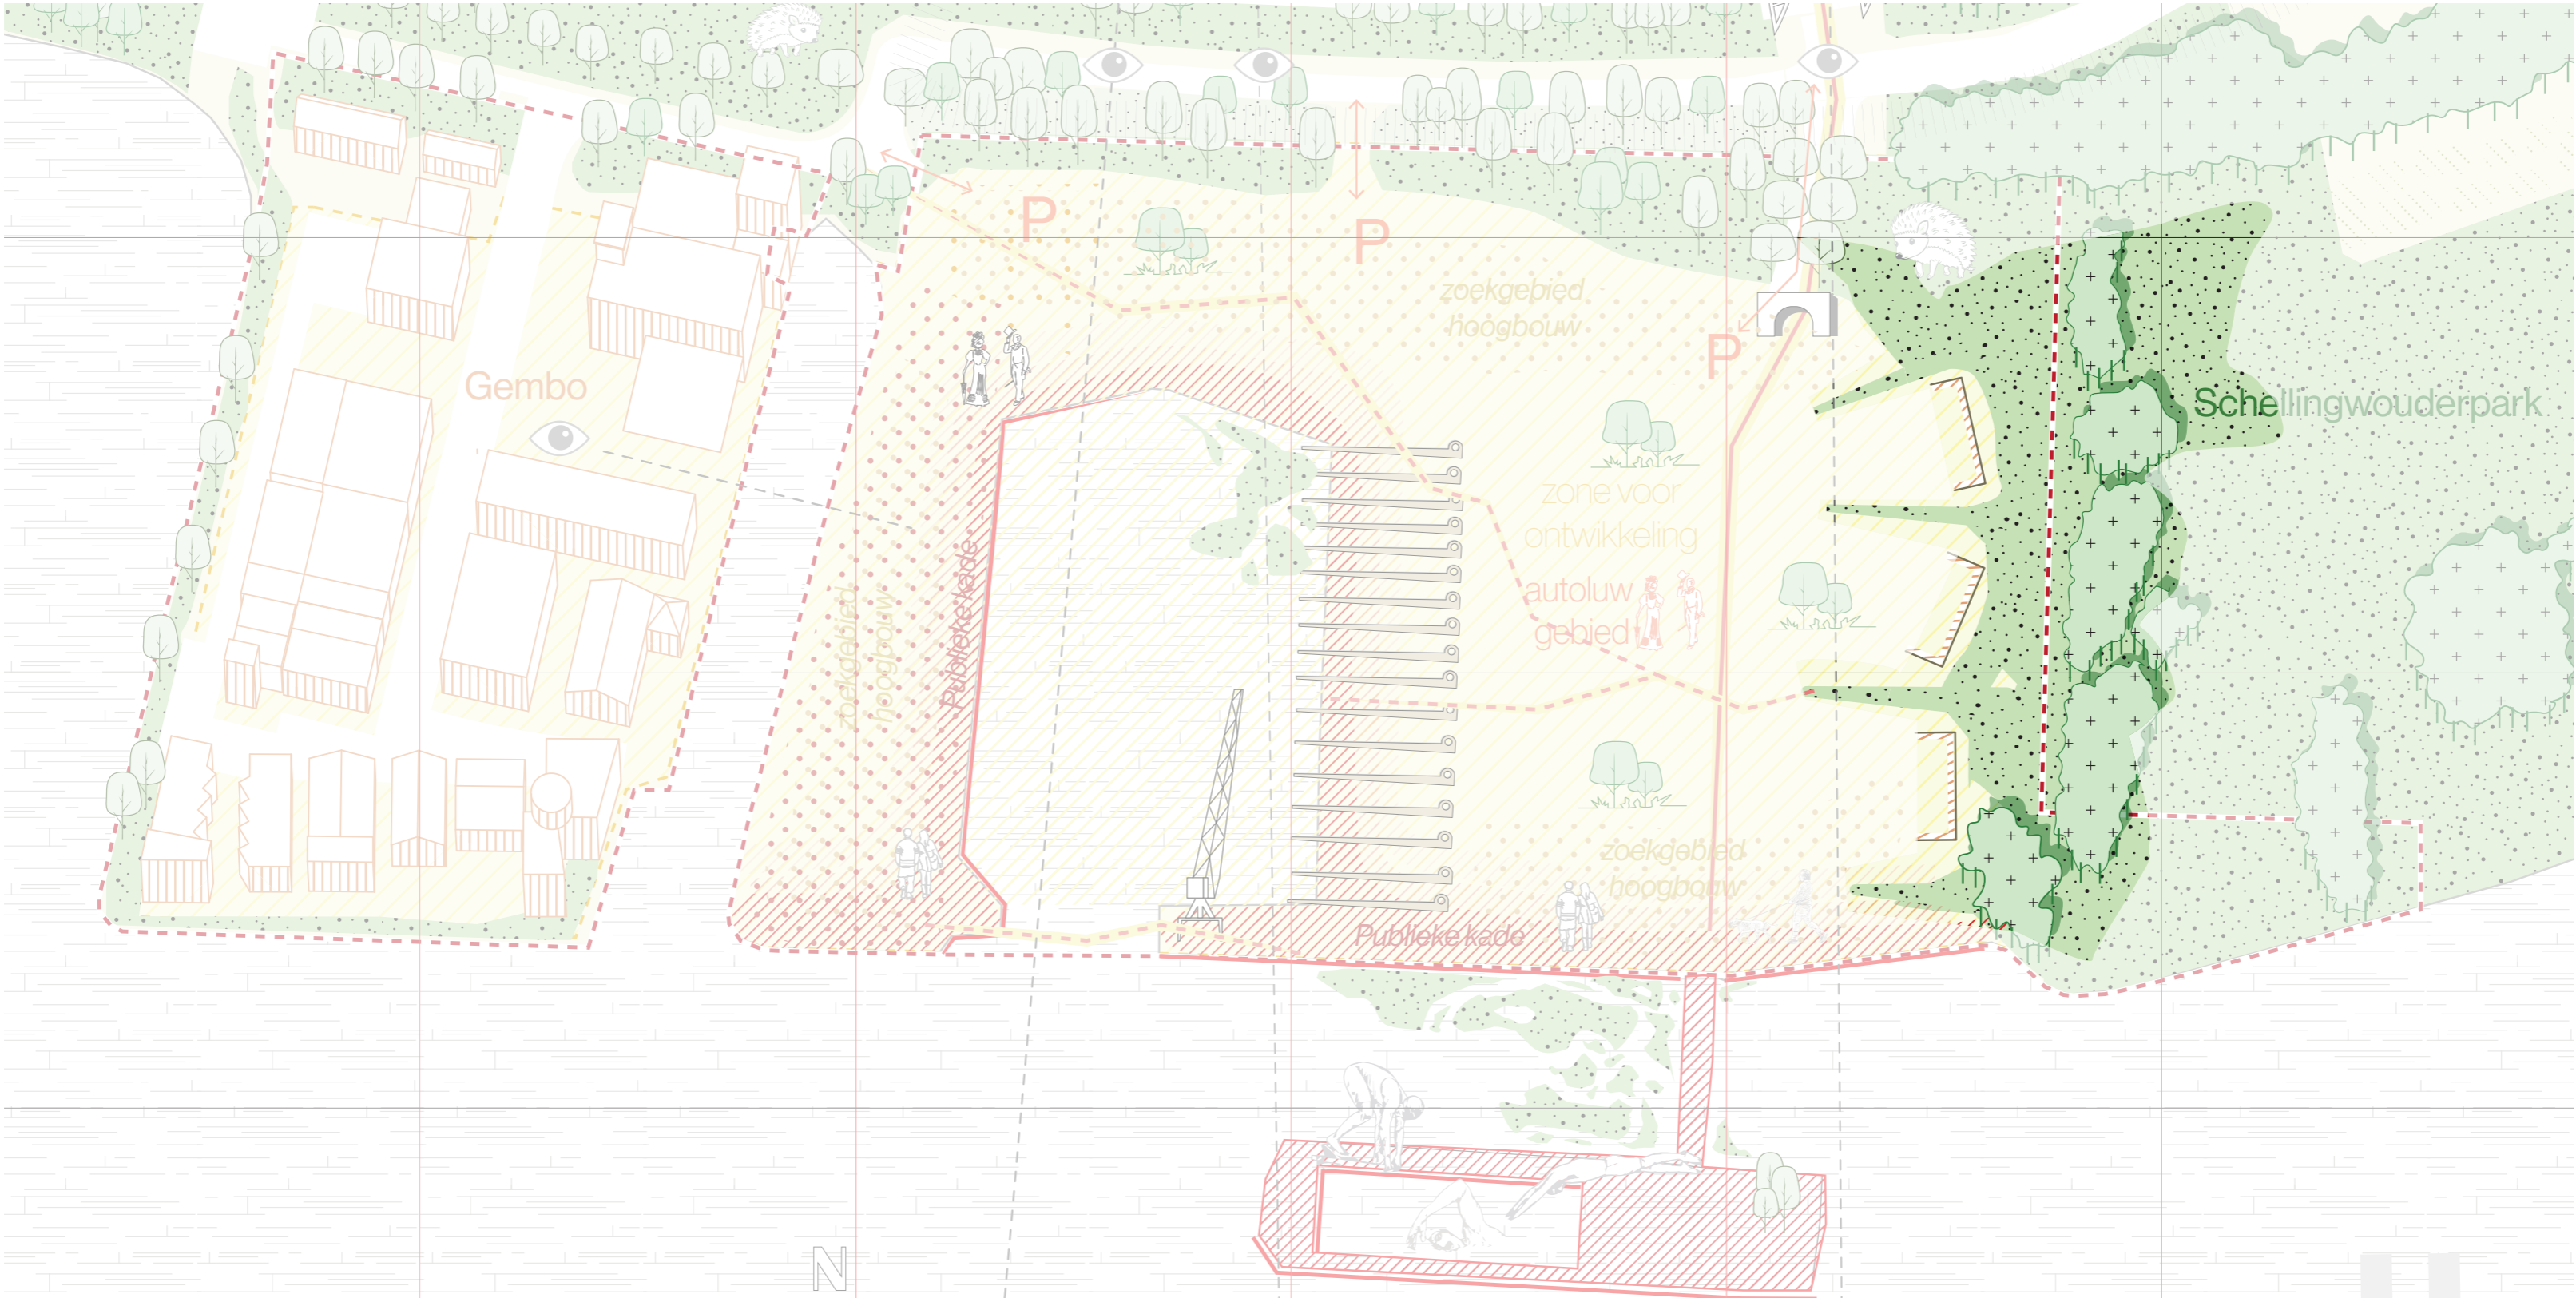 P
P
P
zoekgebied
hoogbouw
Gembo
Schellingwouderpark
zone voor
ontwikkeling
autoluw
gebied
Publieke kade
zoekgebied
hoogbouw
zoekgebied
hoogbouw
Publieke kade
N